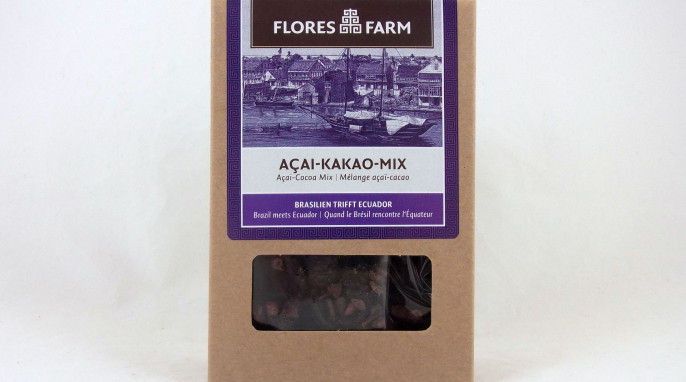 FLORES FARM
AÇAI-KAKAO-MIX
Açai-Cocoa Mix | Mélange açaï-cacao
BRASILIEN TRIFFT ECUADOR
Brazil meets Ecuador | Quand le Brésil rencontre l'Équateur